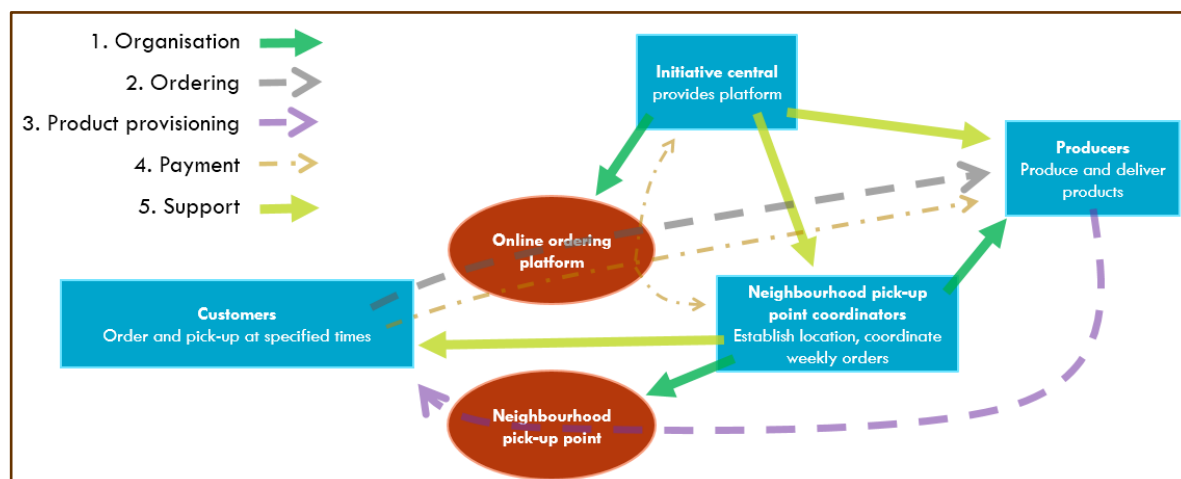 1. Organisation
2. Ordering
3. Product provisioning
4. Payment
5. Support
Initiative central
provides platform
Producers
Produce and deliver
products
Online ordering
platform
Customers
Order and pick-up at specified times
Neighbourhood pick-up
point coordinators
Establish location, coordinate
weekly orders
Neighbourhood
pick-up point